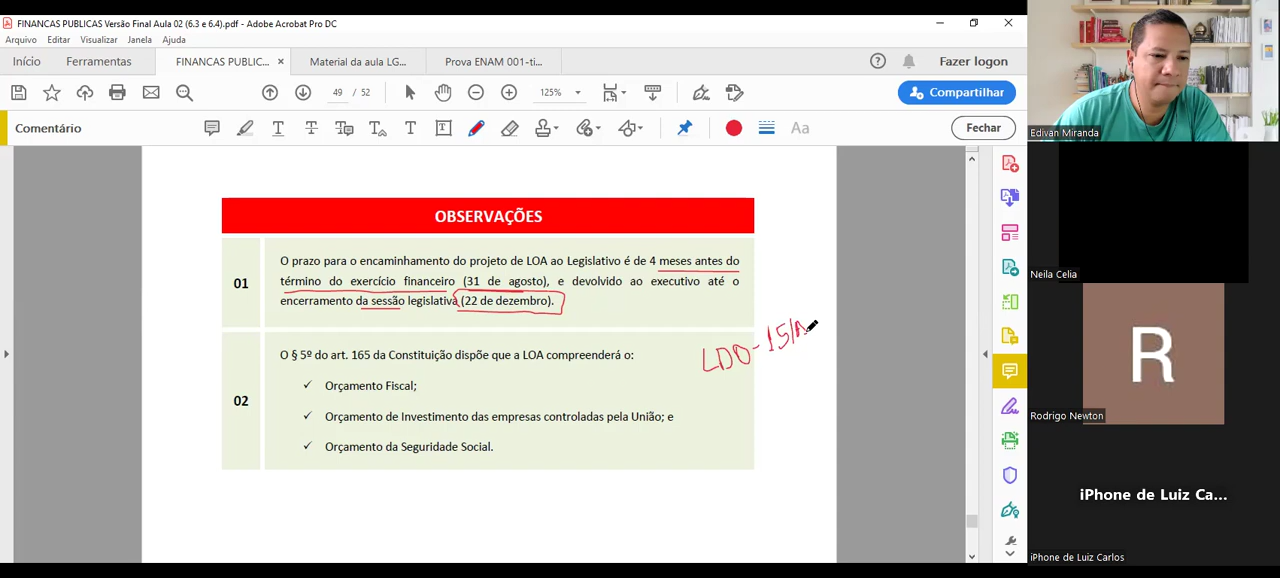 FINANCAS PUBLICAS Versão Final Aula 02 (6.3 e 6.4).pdf - Adobe Acrobat Pro DC
Arquivo Editar Visualizar Janela Ajuda
Início Ferramentas FINANCAS PUBLIC... × Material da aula LG... Prova ENAM 001-ti... Fazer logon
49 / 52 125% Compartilhar
Comentário Aa Fechar
OBSERVAÇÕES
01
O prazo para o encaminhamento do projeto de LOA ao Legislativo é de 4 meses antes do
término do exercício financeiro (31 de agosto), e devolvido ao executivo até o
encerramento da sessão legislativa (22 de dezembro).
LDO - 15/A
02
O § 5º do art. 165 da Constituição dispõe que a LOA compreenderá o:
✓ Orçamento Fiscal;
✓ Orçamento de Investimento das empresas controladas pela União; e
✓ Orçamento da Seguridade Social.
Edivan Miranda
Neila Celia
R
Rodrigo Newton
iPhone de Luiz Ca...
iPhone de Luiz Carlos